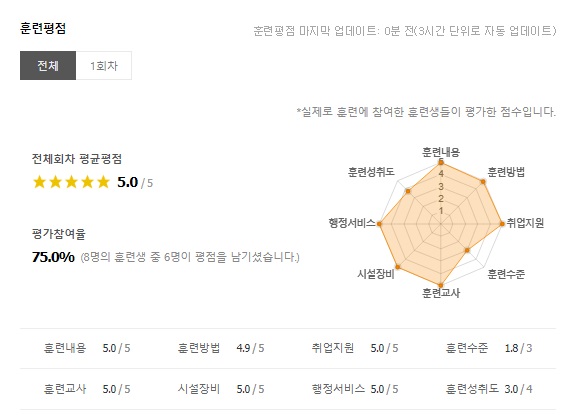 훈련평점
훈련평점 마지막 업데이트: 0분 전(3시간 단위로 자동 업데이트)
전체 1회차
*실제로 훈련에 참여한 훈련생들이 평가한 점수입니다.
전체회차 평균평점
5.0 / 5
평가참여율
75.0% (8명의 훈련생 중 6명이 평점을 남기셨습니다.)
훈련내용
훈련성취도 훈련방법
5
4
3
2
1
행정서비스 취업지원
시설장비 훈련수준
훈련교사
훈련내용 5.0 / 5 훈련방법 4.9 / 5 취업지원 5.0 / 5 훈련수준 1.8 / 3
훈련교사 5.0 / 5 시설장비 5.0 / 5 행정서비스 5.0 / 5 훈련성취도 3.0 / 4